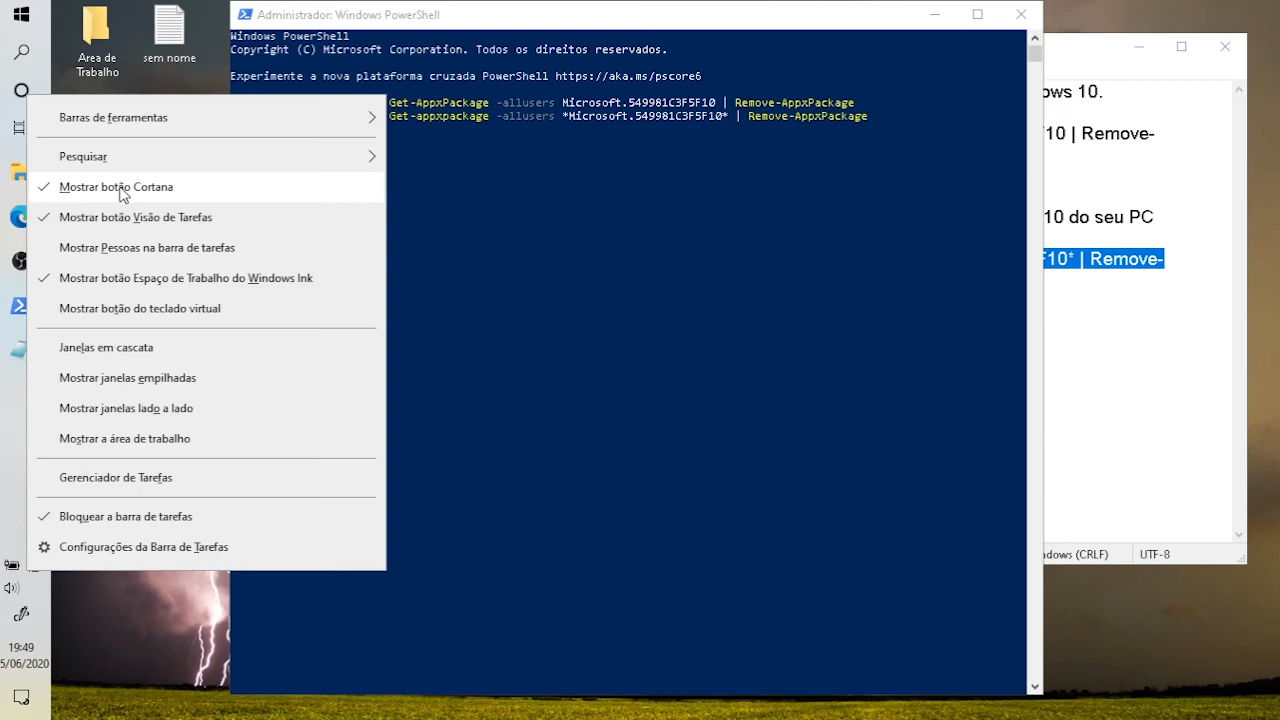 Administrador: Windows PowerShell
Windows PowerShell
Copyright (C) Microsoft Corporation. Todos os direitos reservados.
Experimente a nova plataforma cruzada PowerShell https://aka.ms/pscore6
Get-AppxPackage -allusers Microsoft.549981C3F5F10 | Remove-AppxPackage
Get-appxpackage -allusers *Microsoft.549981C3F5F10* | Remove-AppxPackage
Area de
Trabalho
sem nome
Barras de ferramentas
Pesquisar
Mostrar botão Cortana
Mostrar botão Visão de Tarefas
Mostrar Pessoas na barra de tarefas
Mostrar botão Espaço de Trabalho do Windows Ink
Mostrar botão do teclado virtual
Janelas em cascata
Mostrar janelas empilhadas
Mostrar janelas lado a lado
Mostrar a área de trabalho
Gerenciador de Tarefas
Bloquear a barra de tarefas
Configurações da Barra de Tarefas
ows 10.
10 | Remove-
10 do seu PC
F10* | Remove-
ndows (CRLF)
UTF-8
19:49
5/06/2020